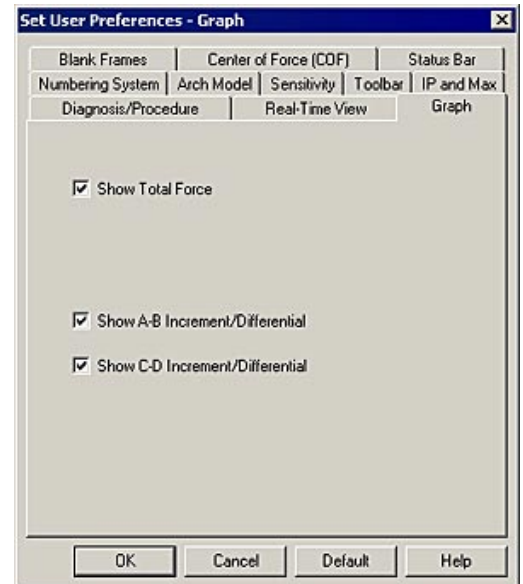 Set User Preferences - Graph
Blank Frames Center of Force (COF) Status Bar
Numbering System Arch Model Sensitivity Toolbar IP and Max
Diagnosis/Procedure Real-Time View Graph
Show Total Force
Show A-B Increment/Differential
Show C-D Increment/Differential
OK Cancel Default Help